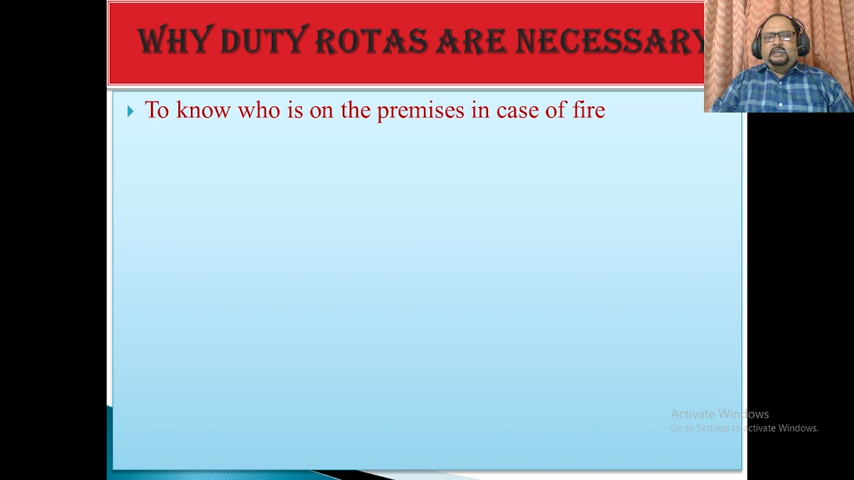 WHY DUTY ROTAS ARE NECESSARY
To know who is on the premises in case of fire
Activate Windows
Go to Settings to activate Windows.